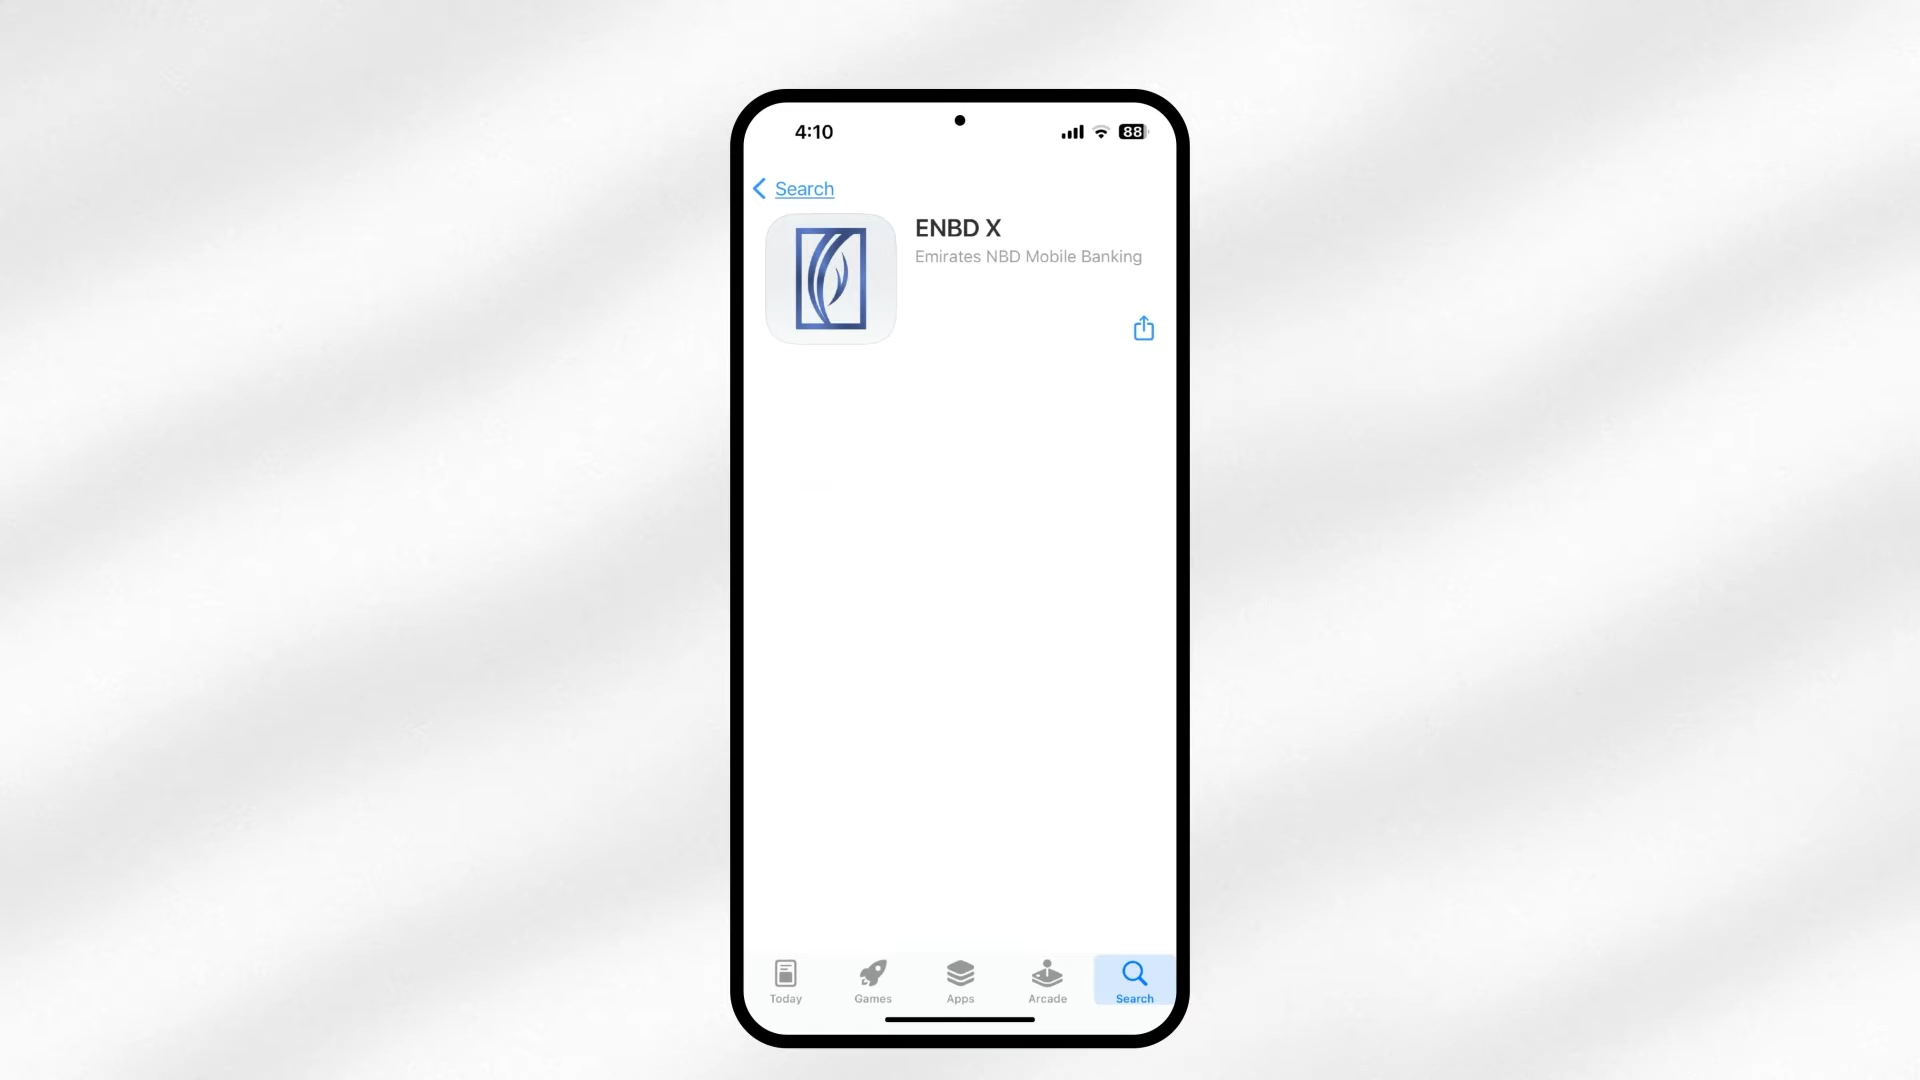 4:10
88
Search
ENBD X
Emirates NBD Mobile Banking
Today
Games
Apps
Arcade
Search